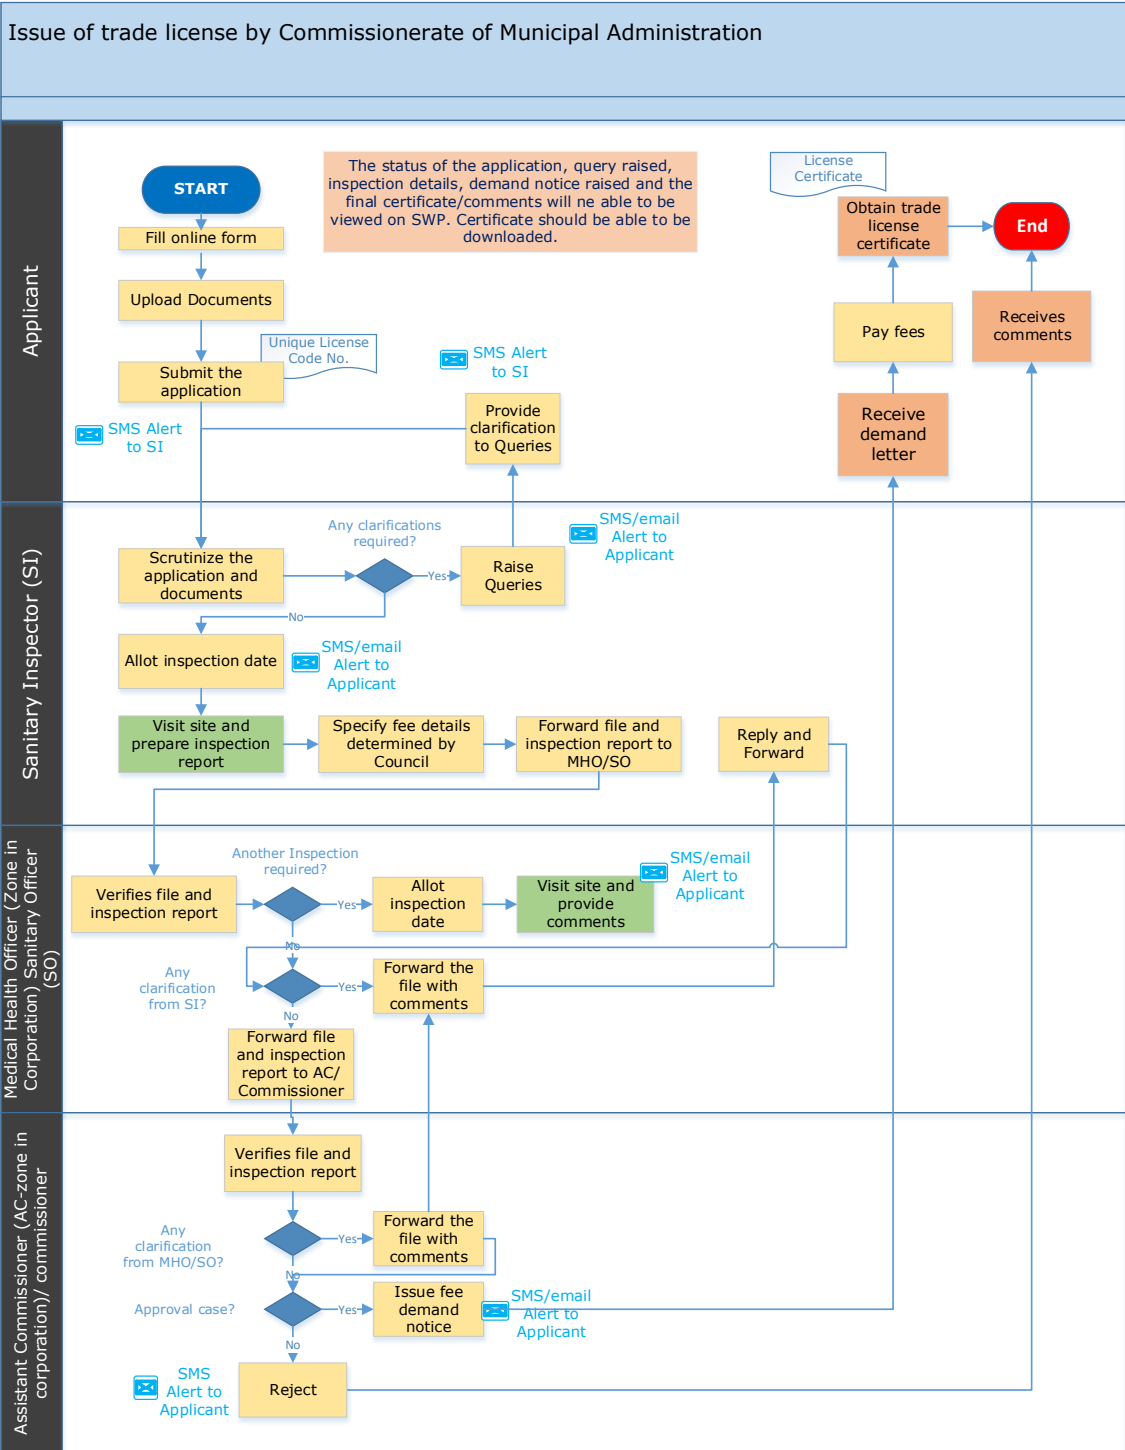 Issue of trade license by Commissionerate of Municipal Administration
Applicant
START
Fill online form
Upload Documents
Unique License
Code No.
Submit the
application
SMS Alert
to SI
The status of the application, query raised,
inspection details, demand notice raised and the
final certificate/comments will ne able to be
viewed on SWP. Certificate should be able to be
downloaded.
SMS Alert
to SI
Provide
clarification
to Queries
License
Certificate
Obtain trade
license
certificate
End
Pay fees
Receives
comments
Receive
demand
letter
Sanitary Inspector (SI)
Scrutinize the
application and
documents
Any clarifications
required?
Yes
Raise
Queries
SMS/email
Alert to
Applicant
No
Allot inspection date
SMS/email
Alert to
Applicant
Visit site and
prepare inspection
report
Specify fee details
determined by
Council
Forward file and
inspection report to
MHO/SO
Reply and
Forward
Medical Health Officer (Zone in
Corporation) Sanitary Officer
(SO)
Verifies file and
inspection report
Another Inspection
required?
Yes
Allot
inspection
date
Visit site and
provide
comments
SMS/email
Alert to
Applicant
No
Any
clarification
from SI?
Yes
Forward the
file with
comments
No
Forward file
and inspection
report to AC/
Commissioner
Assistant Commissioner (AC-zone in
corporation)/ commissioner
Verifies file and
inspection report
Any
clarification
from MHO/SO?
Yes
Forward the
file with
comments
No
Approval case?
Yes
Issue fee
demand
notice
SMS/email
Alert to
Applicant
No
SMS
Alert to
Applicant
Reject